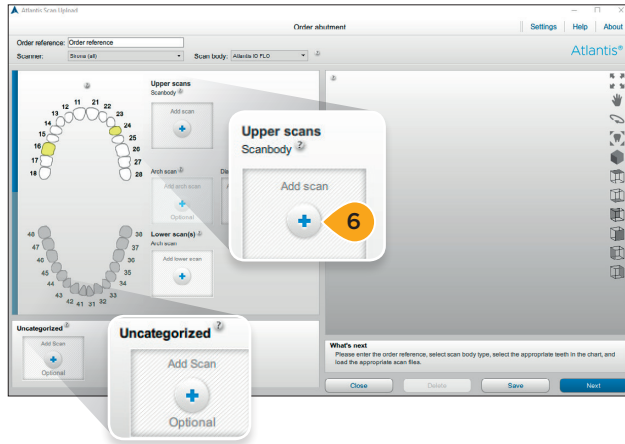 Atlantis Scan Upload
Order abutment
Settings Help About
Order reference: Order reference
Scanner: Sirona (all) Scan body: Atlantis IO FLO
Atlantis®
Upper scans
Scanbody
Add scan
11 21
12 22
13 23
14 24
15 25
16 26
17 27
18 28
Arch scan
Add arch scan
Optional
Upper scans
Scanbody ?
Add scan
6
48 38
47 37
46 36
45 35
44 34
43 33
42 41 31 32
Lower scan(s)
Arch scan
Add lower scan
Uncategorized
Add Scan
Optional
Uncategorized ?
Add Scan
Optional
What's next
Please enter the order reference, select scan body type, select the appropriate teeth in the chart, and
load the appropriate scan files.
Close Delete Save Next